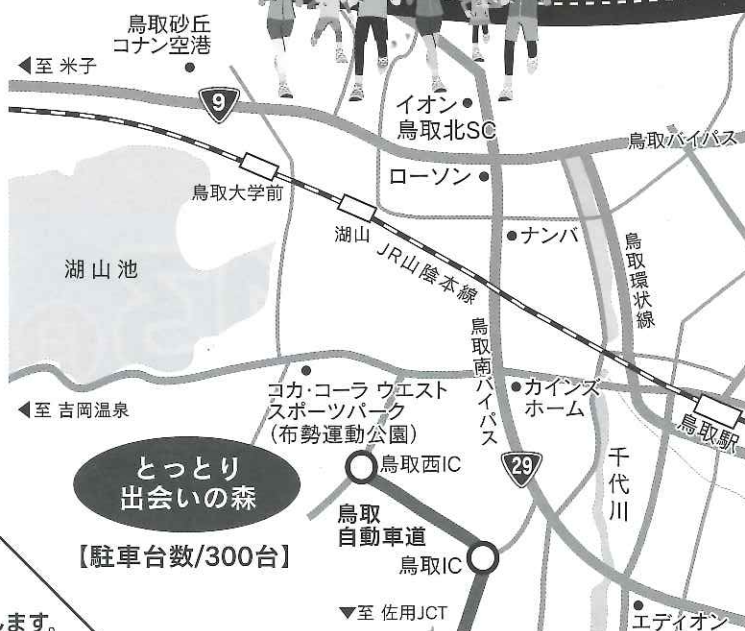 鳥取砂丘
コナン空港
◀至 米子
9
イオン
鳥取北SC
鳥取バイパス
ローソン
鳥取大学前
湖山
ナンバ
鳥取環状線
湖山池
JR山陰本線
鳥取南バイパス
コカ・コーラ ウエスト
スポーツパーク
(布勢運動公園)
カインズ
ホーム
◀至 吉岡温泉
鳥取駅
とっとり
出会いの森
鳥取西IC
29
千代川
鳥取
自動車道
【駐車台数/300台】
鳥取IC
▼至 佐用JCT
エディオン
ます。